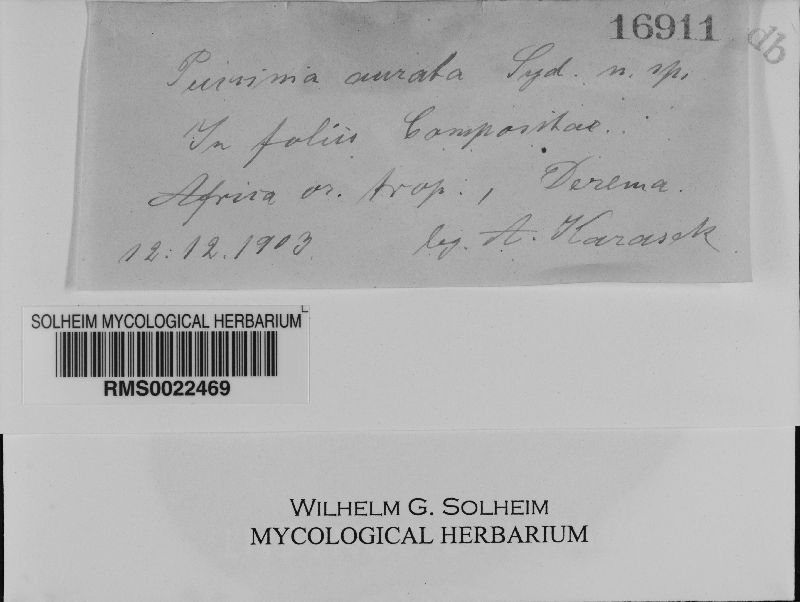 16911
db
Puccinia aurata Syd. n. sp.
In foliis Compositae.
Africa or. trop., Derema.
12.12.1903. leg. A. Karasek
SOLHEIM MYCOLOGICAL HERBARIUM L
RMS0022469
WILHELM G. SOLHEIM
MYCOLOGICAL HERBARIUM